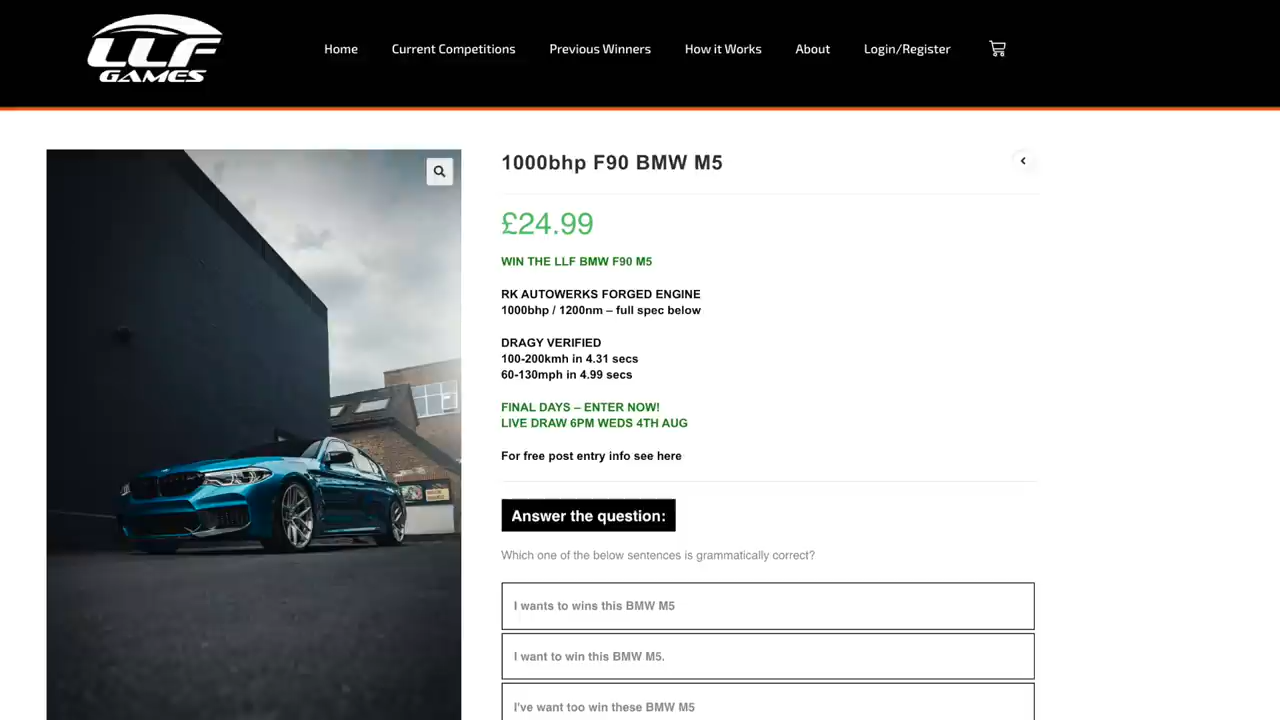 LLF
GAMES
Home
Current Competitions
Previous Winners
How it Works
About
Login/Register
1000bhp F90 BMW M5
£24.99
WIN THE LLF BMW F90 M5
RK AUTOWERKS FORGED ENGINE
1000bhp / 1200nm – full spec below
DRAGY VERIFIED
100-200kmh in 4.31 secs
60-130mph in 4.99 secs
FINAL DAYS – ENTER NOW!
LIVE DRAW 6PM WEDS 4TH AUG
For free post entry info see here
Answer the question:
Which one of the below sentences is grammatically correct?
I wants to wins this BMW M5
I want to win this BMW M5.
I've want too win these BMW M5